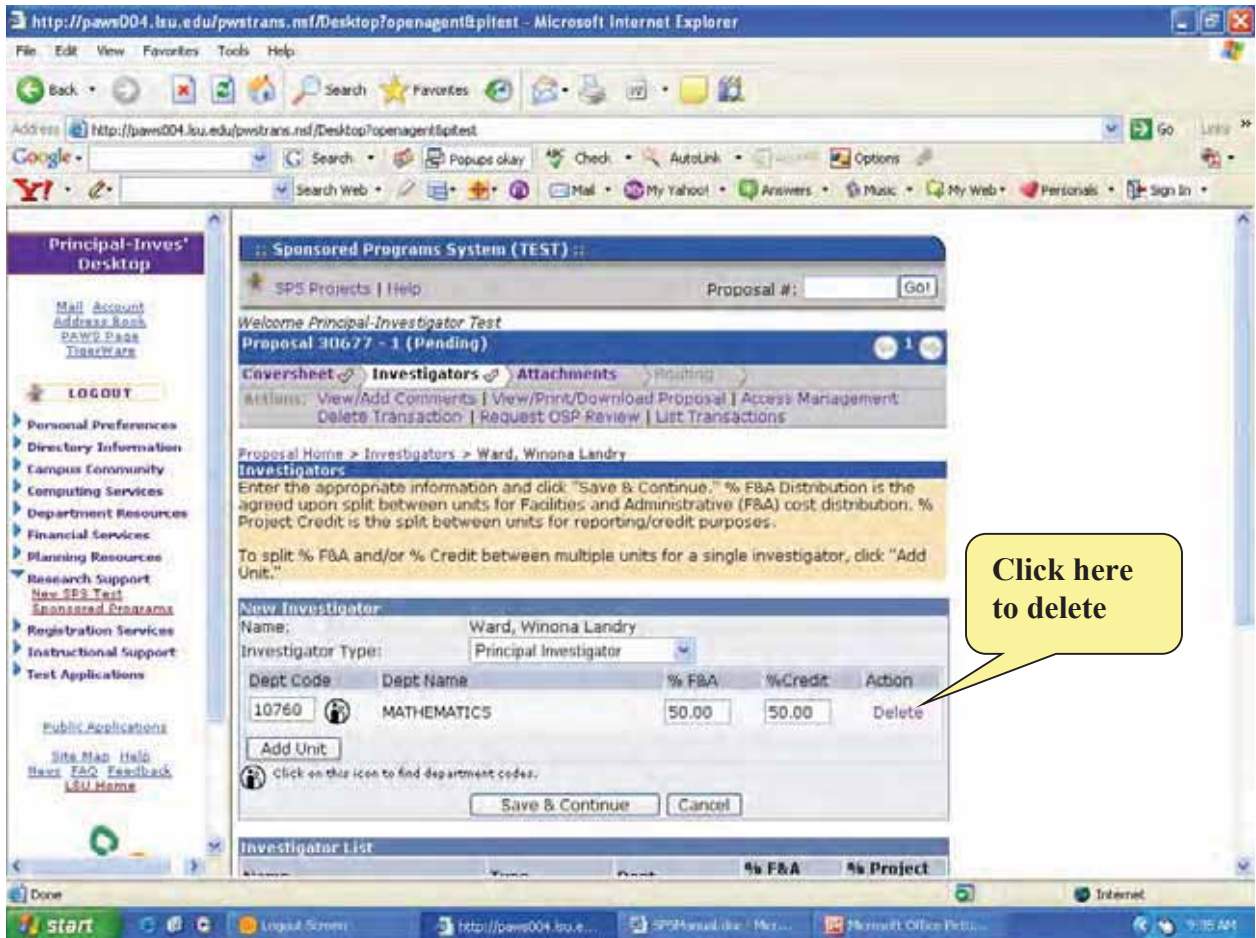 http://paws004.lsu.edu/pwstrans.nsf/Desktop?openagent&pitest - Microsoft Internet Explorer
File Edit View Favorites Tools Help
Back Search Favorites
Address http://paws004.lsu.edu/pwstrans.nsf/Desktop?openagent&pitest Go Links »
Google Search Popups okay Check AutoLink Options
Y! Search Web Mail My Yahoo! Answers Music My Web Personals Sign In
Principal-Inves'
Desktop
Mail Account
Address Book
PAWS Page
TigerWare
LOGOUT
Personal Preferences
Directory Information
Campus Community
Computing Services
Department Resources
Financial Services
Planning Resources
Research Support
New SPS Test
Sponsored Programs
Registration Services
Instructional Support
Test Applications
Public Applications
Site Map Help
News FAQ Feedback
LSU Home
:: Sponsored Programs System (TEST) ::
SPS Projects | Help Proposal #: Go!
Welcome Principal-Investigator Test
Proposal 30677 - 1 (Pending) 1
Coversheet Investigators Attachments Routing
Actions: View/Add Comments | View/Print/Download Proposal | Access Management
Delete Transaction | Request OSP Review | List Transactions
Proposal Home > Investigators > Ward, Winona Landry
Investigators
Enter the appropriate information and click "Save & Continue." % F&A Distribution is the
agreed upon split between units for Facilities and Administrative (F&A) cost distribution. %
Project Credit is the split between units for reporting/credit purposes.
To split % F&A and/or % Credit between multiple units for a single investigator, click "Add
Unit."
Click here
to delete
New Investigator
Name: Ward, Winona Landry
Investigator Type: Principal Investigator
Dept Code Dept Name % F&A %Credit Action
10760 MATHEMATICS 50.00 50.00 Delete
Add Unit
Click on this icon to find department codes.
Save & Continue Cancel
Investigator List
Name Type Dept % F&A % Project
Done Internet
start Logout Screen http://paws004.lsu.e... SPSManual.doc - Micr... Microsoft Office Pictu... 9:35 AM